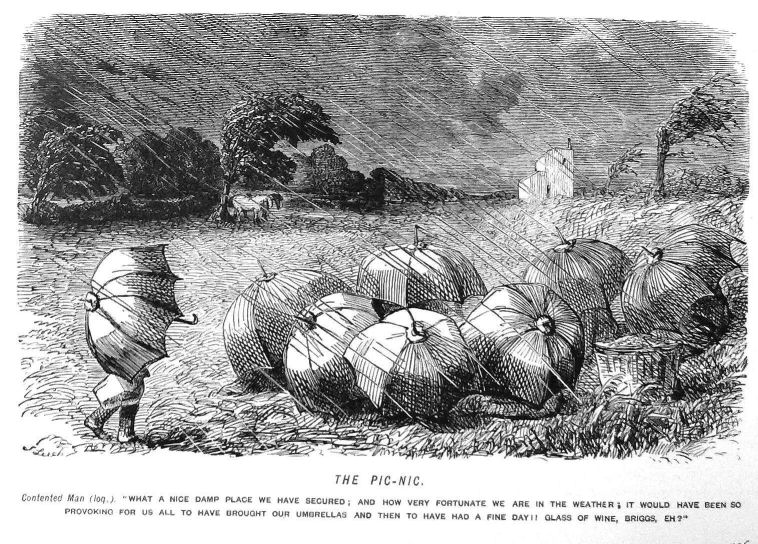 THE PIC-NIC.
Contented Man (loq.). "WHAT A NICE DAMP PLACE WE HAVE SECURED; AND HOW VERY FORTUNATE WE ARE IN THE WEATHER; IT WOULD HAVE BEEN SO
PROVOKING FOR US ALL TO HAVE BROUGHT OUR UMBRELLAS AND THEN TO HAVE HAD A FINE DAY!! GLASS OF WINE, BRIGGS, EH?"